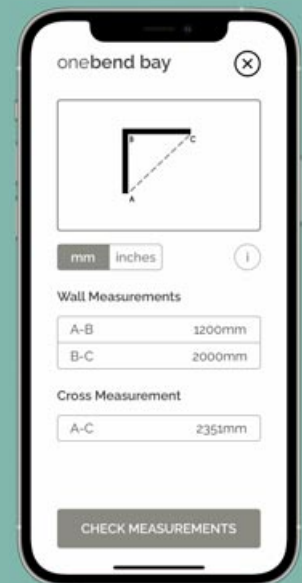 onebend bay
B
C
A
mm inches i
Wall Measurements
A-B 1200mm
B-C 2000mm
Cross Measurement
A-C 2351mm
CHECK MEASUREMENTS